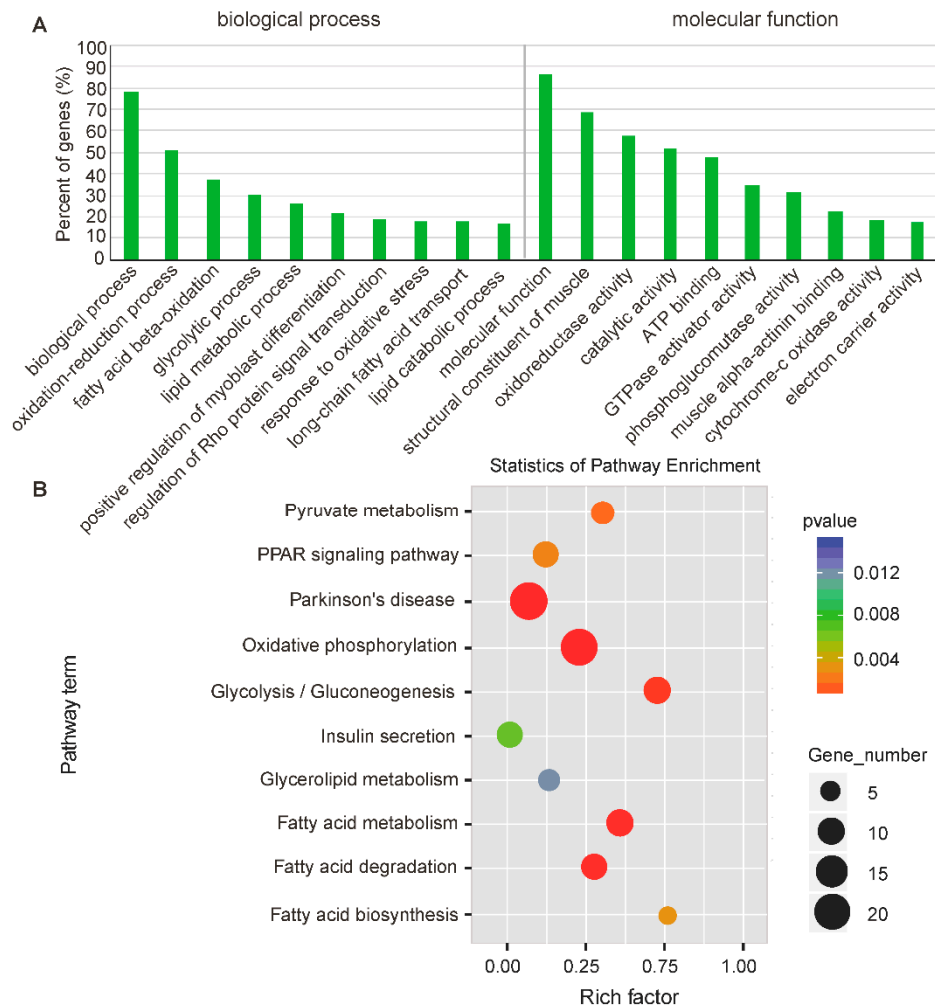 A
biological process
molecular function
Percent of genes (%)
100
90
80
70
60
50
40
30
20
10
0
biological process
oxidation-reduction process
fatty acid beta-oxidation
glycolytic process
lipid metabolic process
positive regulation of myoblast differentiation
regulation of Rho protein signal transduction
response to oxidative stress
long-chain fatty acid transport
lipid catabolic process
molecular function
structural constituent of muscle
oxidoreductase activity
catalytic activity
ATP binding
GTPase activator activity
phosphoglucomutase activity
muscle alpha-actinin binding
cytochrome-c oxidase activity
electron carrier activity
B
Statistics of Pathway Enrichment
Pathway term
Pyruvate metabolism
PPAR signaling pathway
Parkinson's disease
Oxidative phosphorylation
Glycolysis / Gluconeogenesis
Insulin secretion
Glycerolipid metabolism
Fatty acid metabolism
Fatty acid degradation
Fatty acid biosynthesis
0.00 0.25 0.75 1.00
Rich factor
pvalue
0.012
0.008
0.004
Gene_number
5
10
15
20